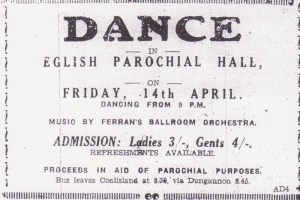 DANCE
IN
EGLISH PAROCHIAL HALL,
ON
FRIDAY, 14th APRIL.
DANCING FROM 9 P.M.
MUSIC BY FERRAN'S BALLROOM ORCHESTRA.
ADMISSION: Ladies 3/-, Gents 4/-.
REFRESHMENTS AVAILABLE.
PROCEEDS IN AID OF PAROCHIAL PURPOSES.
Bus leaves Coalisland at 8.30, via Dungannon 8.40.
AD4